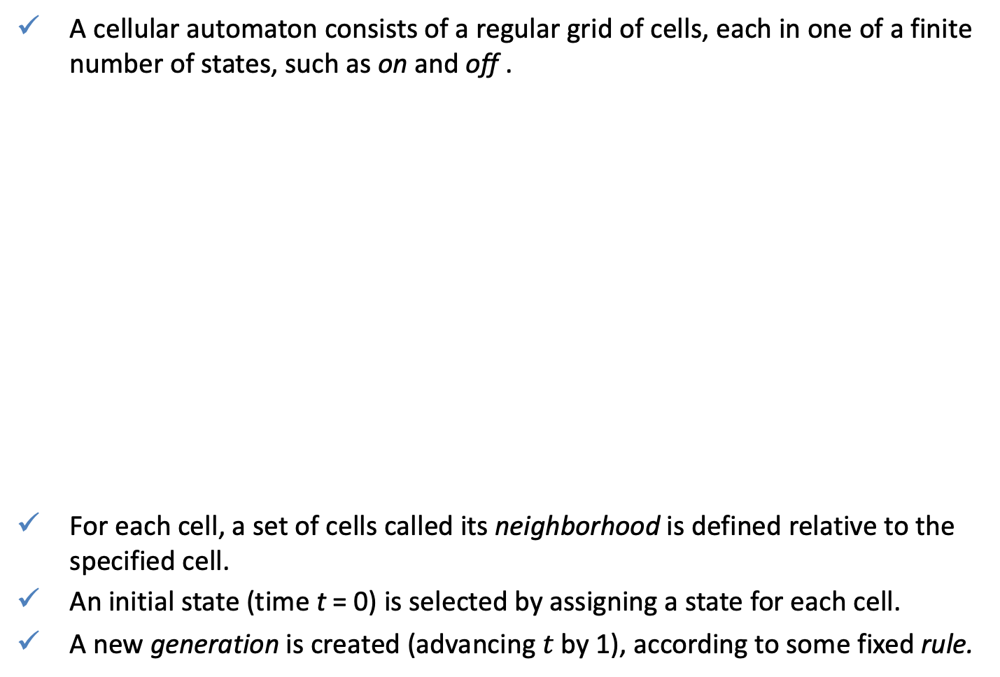 ✓ A cellular automaton consists of a regular grid of cells, each in one of a finite
number of states, such as on and off .
✓ For each cell, a set of cells called its neighborhood is defined relative to the
specified cell.
✓ An initial state (time t = 0) is selected by assigning a state for each cell.
✓ A new generation is created (advancing t by 1), according to some fixed rule.